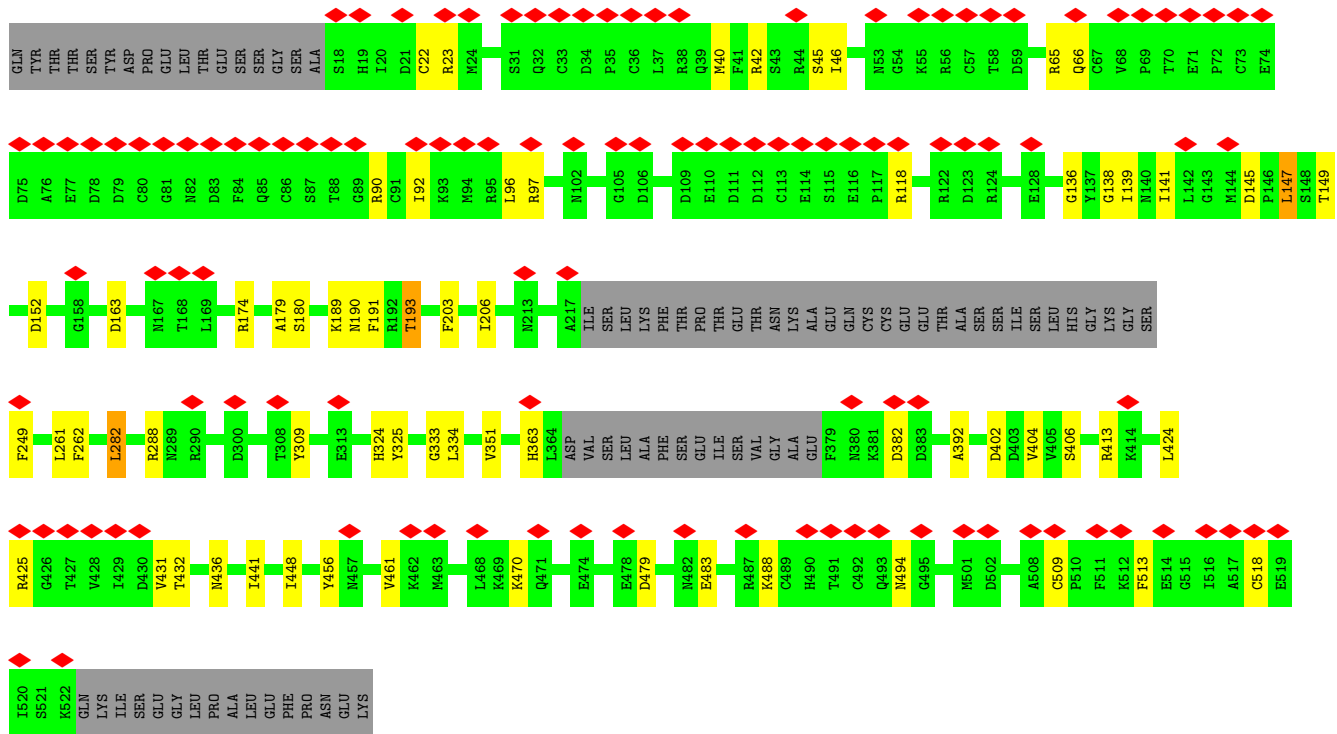 GLN TYR THR THR SER TYR ASP PRO GLU LEU THR GLU SER SER GLY SER ALA S18 H19 I20 D21 C22 R23 M24 S31 Q32 C33 D34 P35 C36 L37 R38 Q39 M40 F41 R42 S43 R44 S45 I46 N53 G54 K55 R56 C57 T58 D59 R65 Q66 C67 V68 P69 T70 E71 P72 C73 E74
D75 A76 E77 D78 D79 C80 G81 N82 D83 F84 Q85 C86 S87 T88 G89 R90 C91 I92 K93 M94 R95 L96 R97 N102 G105 D106 D109 E110 D111 D112 C113 E114 S115 E116 P117 R118 R122 D123 R124 E128 G136 Y137 G138 I139 N140 I141 L142 G143 M144 D145 P146 L147 S148 T149
D152 G158 D163 N167 T168 L169 R174 A179 S180 K189 N190 F191 R192 T193 F203 I206 N213 A217 ILE SER LEU LYS PHE THR PRO THR GLU THR ASN LYS ALA GLU GLN CYS CYS GLU GLU THR ALA SER SER ILE SER LEU HIS GLY LYS GLY SER
F249 L261 F262 L282 R288 N289 R290 D300 T308 Y309 E313 H324 Y325 G333 L334 V351 H363 L364 ASP VAL SER LEU ALA PHE SER GLU ILE SER VAL GLY ALA GLU F379 N380 K381 D382 D383 A392 D402 D403 V404 V405 S406 R413 K414 L424
R425 G426 T427 V428 I429 D430 V431 T432 N436 I441 I448 Y456 N457 V461 K462 M463 L468 K469 K470 Q471 E474 E478 D479 N482 E483 R487 K488 C489 H490 T491 C492 Q493 N494 G495 M501 D502 A508 C509 P510 F511 K512 F513 E514 G515 I516 A517 C518 E519
I520 S521 K522 GLN LYS ILE SER GLU GLY LEU PRO ALA LEU GLU PHE PRO ASN GLU LYS